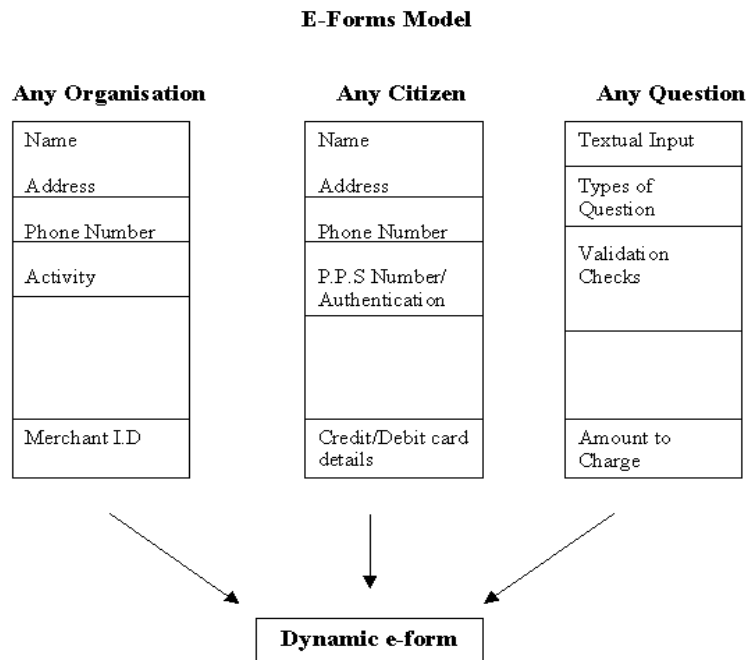 E-Forms Model
Any Organisation
Name
Address
Phone Number
Activity
Merchant I.D
Any Citizen
Name
Address
Phone Number
P.P.S Number/
Authentication
Credit/Debit card
details
Any Question
Textual Input
Types of
Question
Validation
Checks
Amount to
Charge
Dynamic e-form